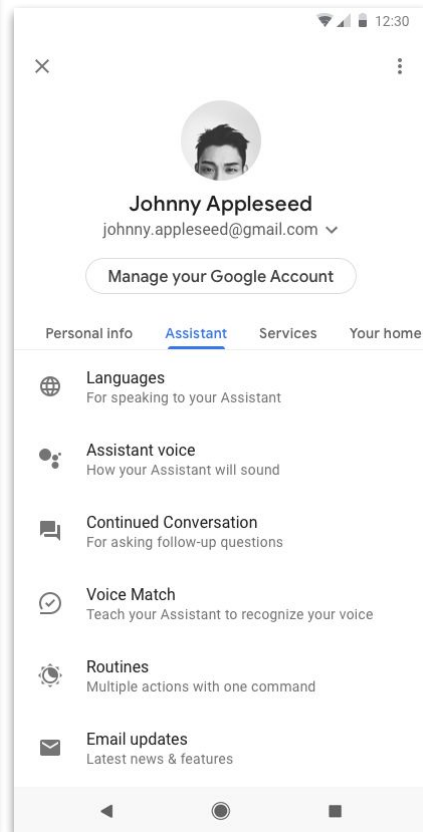 12:30
Johnny Appleseed
johnny.appleseed@gmail.com
Manage your Google Account
Personal info Assistant Services Your home
Languages
For speaking to your Assistant
Assistant voice
How your Assistant will sound
Continued Conversation
For asking follow-up questions
Voice Match
Teach your Assistant to recognize your voice
Routines
Multiple actions with one command
Email updates
Latest news & features